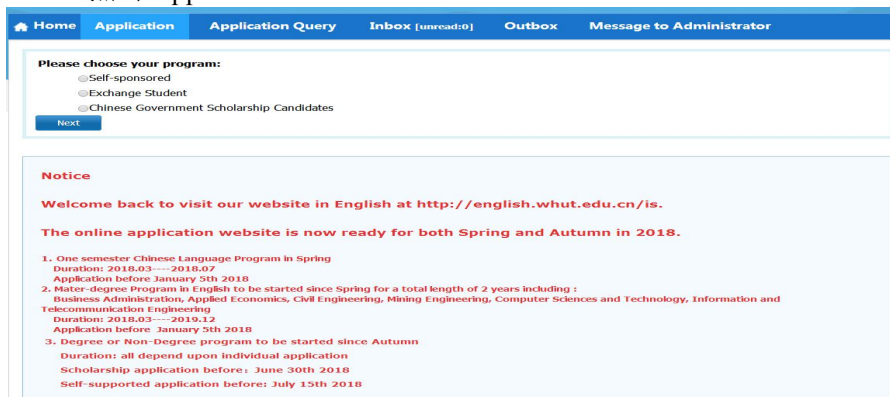 Home Application Application Query Inbox [unread:0] Outbox Message to Administrator
Please choose your program:
Self-sponsored
Exchange Student
Chinese Government Scholarship Candidates
Next
Notice
Welcome back to visit our website in English at http://english.whut.edu.cn/is.
The online application website is now ready for both Spring and Autumn in 2018.
1. One semester Chinese Language Program in Spring
Duration: 2018.03----2018.07
Application before January 5th 2018
2. Mater-degree Program in English to be started since Spring for a total length of 2 years including :
Business Administration, Applied Economics, Civil Engineering, Mining Engineering, Computer Sciences and Technology, Information and
Telecommunication Engineering
Duration: 2018.03----2019.12
Application before January 5th 2018
3. Degree or Non-Degree program to be started since Autumn
Duration: all depend upon individual application
Scholarship application before: June 30th 2018
Self-supported application before: July 15th 2018